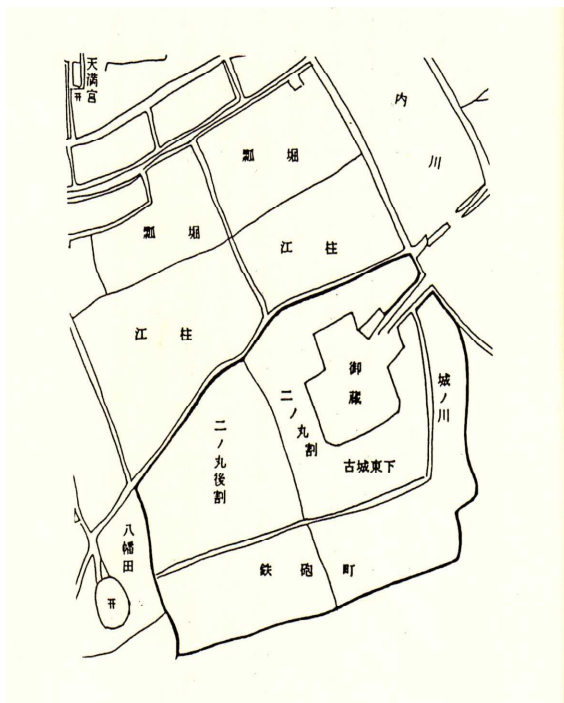 天満宮
内川
瓢堀
瓢堀
江柱
江柱
御蔵
城ノ川
二ノ丸割
二ノ丸後割
古城東下
八幡田
鉄砲町